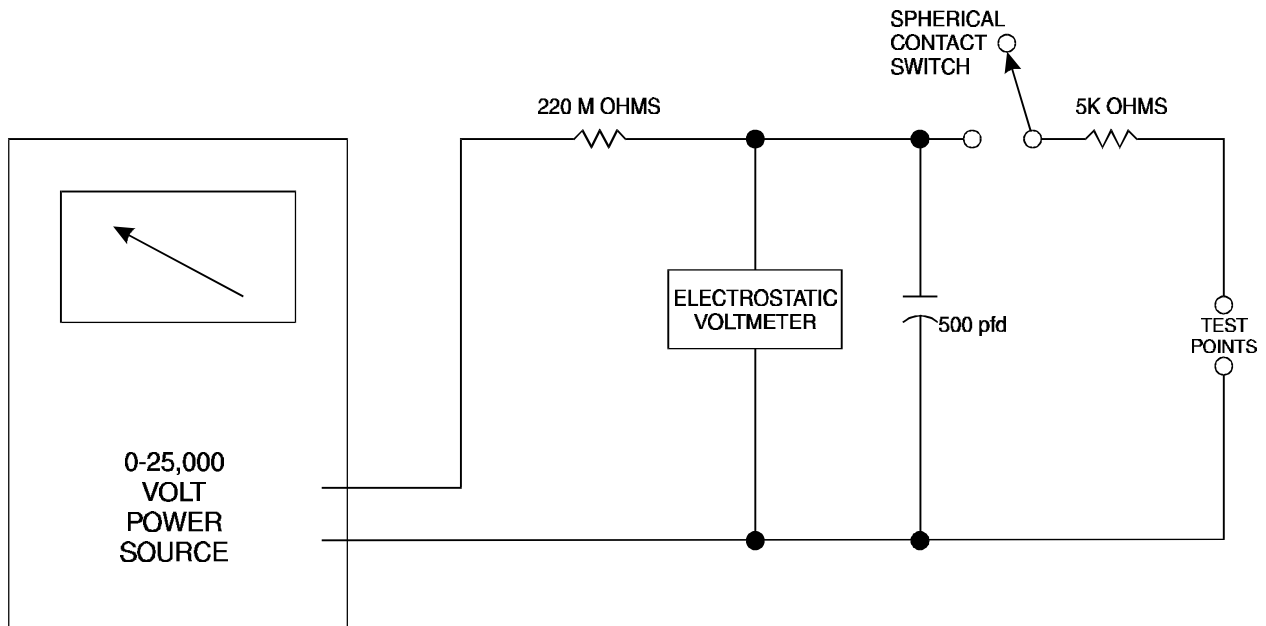 SPHERICAL
CONTACT
SWITCH
220 M OHMS
5K OHMS
ELECTROSTATIC
VOLTMETER
500 pfd
TEST
POINTS
0-25,000
VOLT
POWER
SOURCE